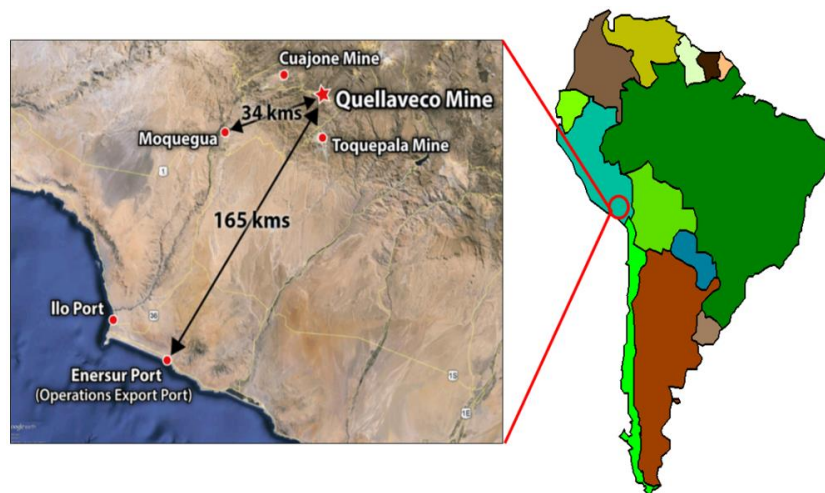 Cuajone Mine
Quellaveco Mine
34 kms
Moquegua
Toquepala Mine
1
165 kms
Ilo Port
36
Enersur Port
(Operations Export Port)
1S
1E